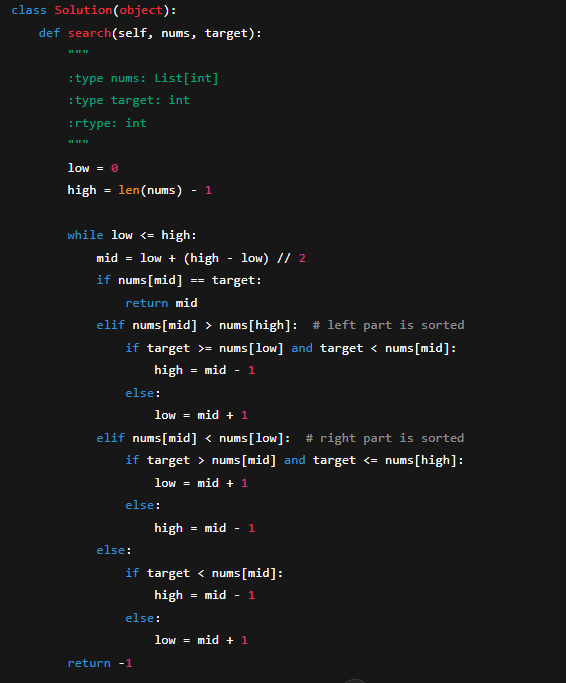 class Solution(object):
    def search(self, nums, target):
        """
        :type nums: List[int]
        :type target: int
        :rtype: int
        """
        low = 0
        high = len(nums) - 1

        while low <= high:
            mid = low + (high - low) // 2
            if nums[mid] == target:
                return mid
            elif nums[mid] > nums[high]:  # left part is sorted
                if target >= nums[low] and target < nums[mid]:
                    high = mid - 1
                else:
                    low = mid + 1
            elif nums[mid] < nums[low]:  # right part is sorted
                if target > nums[mid] and target <= nums[high]:
                    low = mid + 1
                else:
                    high = mid - 1
            else:
                if target < nums[mid]:
                    high = mid - 1
                else:
                    low = mid + 1
        return -1